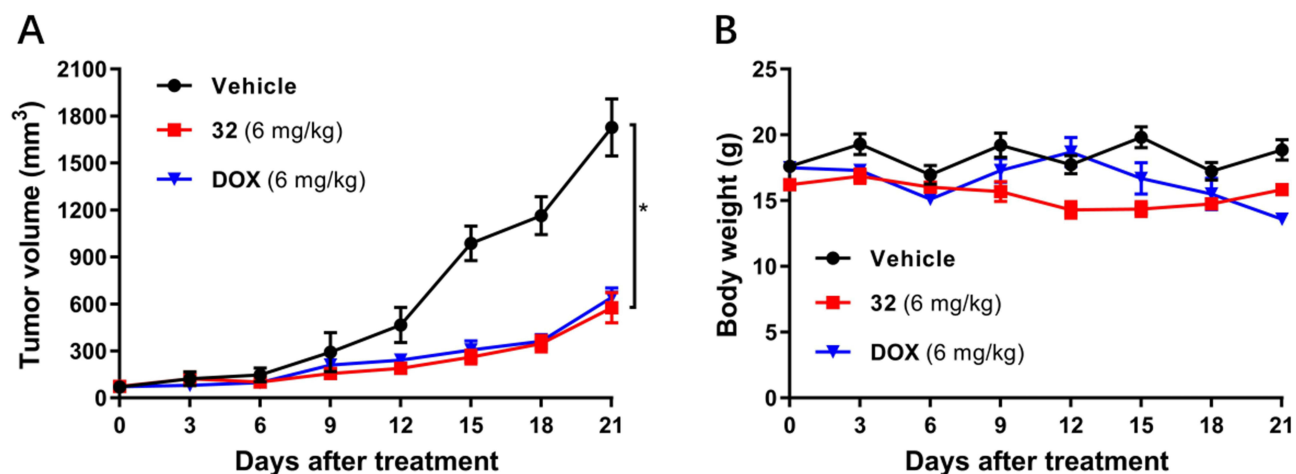 A
Tumor volume (mm³)
2100
1800
1500
1200
900
600
300
0
Vehicle
32 (6 mg/kg)
DOX (6 mg/kg)
*
0 3 6 9 12 15 18 21
Days after treatment
B
Body weight (g)
25
20
15
10
5
0
Vehicle
32 (6 mg/kg)
DOX (6 mg/kg)
0 3 6 9 12 15 18 21
Days after treatment